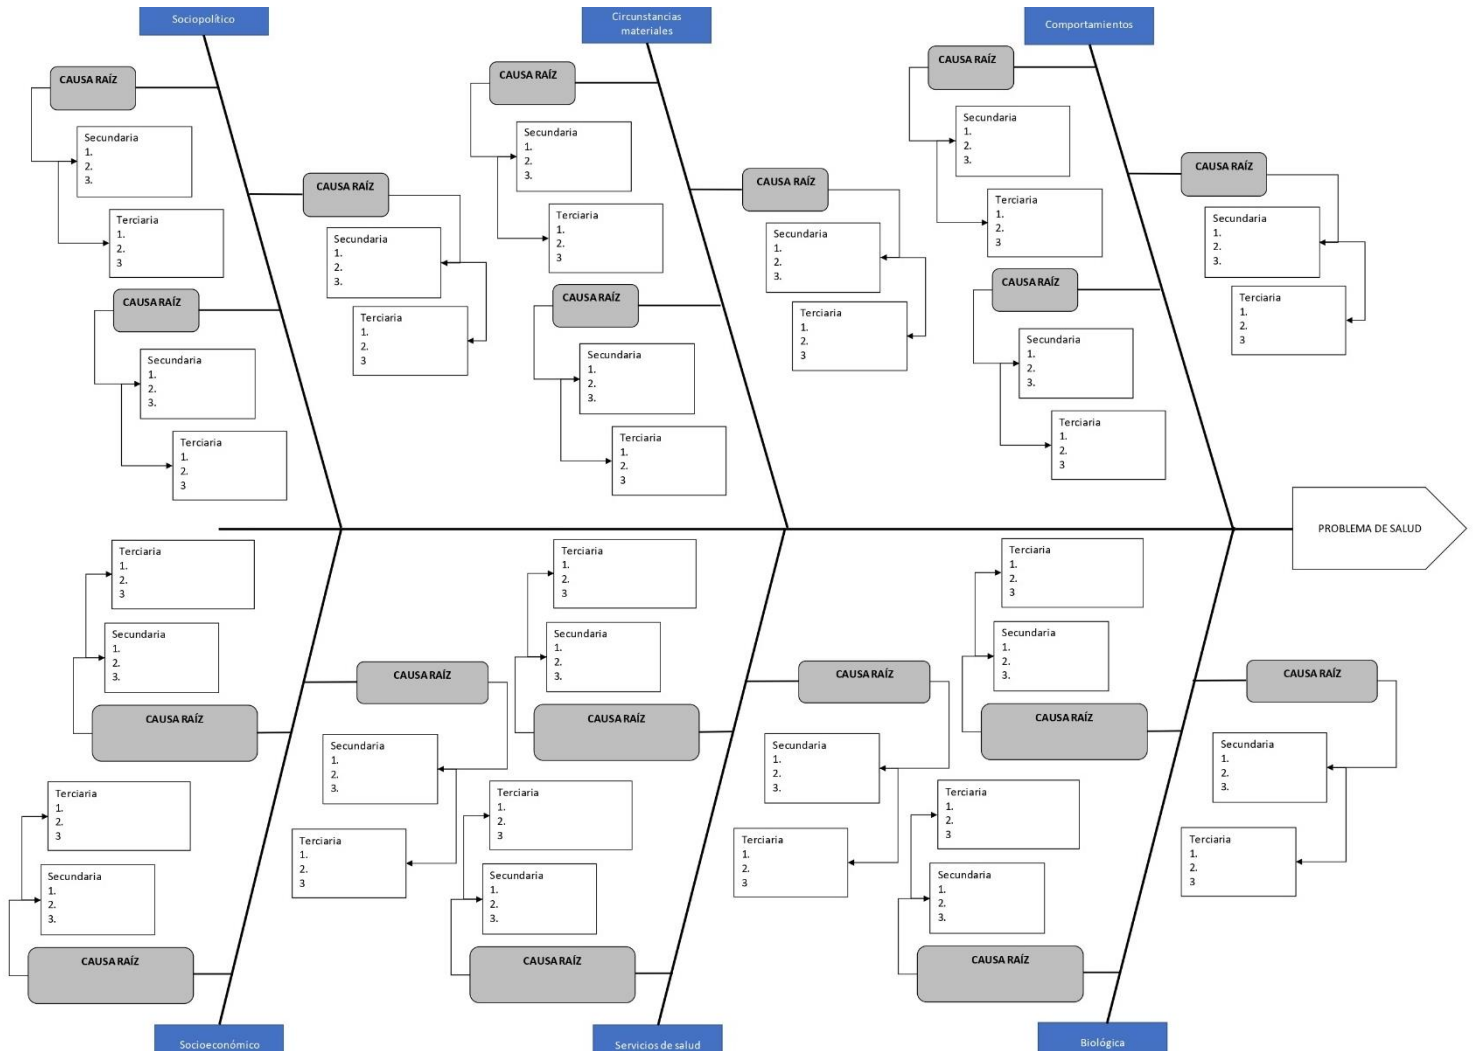 Sociopolítico
Circunstancias
materiales
Comportamientos
CAUSA RAÍZ
Secundaria
1.
2.
3.
Terciaria
1.
2.
3
CAUSA RAÍZ
Secundaria
1.
2.
3.
Terciaria
1.
2.
3
CAUSA RAÍZ
Secundaria
1.
2.
3.
Terciaria
1.
2.
3
CAUSA RAÍZ
Secundaria
1.
2.
3.
Terciaria
1.
2.
3
CAUSA RAÍZ
Secundaria
1.
2.
3.
Terciaria
1.
2.
3
CAUSA RAÍZ
Secundaria
1.
2.
3.
Terciaria
1.
2.
3
CAUSA RAÍZ
Secundaria
1.
2.
3.
Terciaria
1.
2.
3
CAUSA RAÍZ
Secundaria
1.
2.
3.
Terciaria
1.
2.
3
CAUSA RAÍZ
Secundaria
1.
2.
3.
Terciaria
1.
2.
3
PROBLEMA DE SALUD
Terciaria
1.
2.
3
Secundaria
1.
2.
3.
CAUSA RAÍZ
CAUSA RAÍZ
Secundaria
1.
2.
3.
Terciaria
1.
2.
3
Terciaria
1.
2.
3
Secundaria
1.
2.
3.
CAUSA RAÍZ
Terciaria
1.
2.
3
Secundaria
1.
2.
3.
CAUSA RAÍZ
CAUSA RAÍZ
Secundaria
1.
2.
3.
Terciaria
1.
2.
3
Terciaria
1.
2.
3
Secundaria
1.
2.
3.
CAUSA RAÍZ
Terciaria
1.
2.
3
Secundaria
1.
2.
3.
CAUSA RAÍZ
CAUSA RAÍZ
Secundaria
1.
2.
3.
Terciaria
1.
2.
3
Terciaria
1.
2.
3
Secundaria
1.
2.
3.
CAUSA RAÍZ
Socioeconómico
Servicios de salud
Biológica